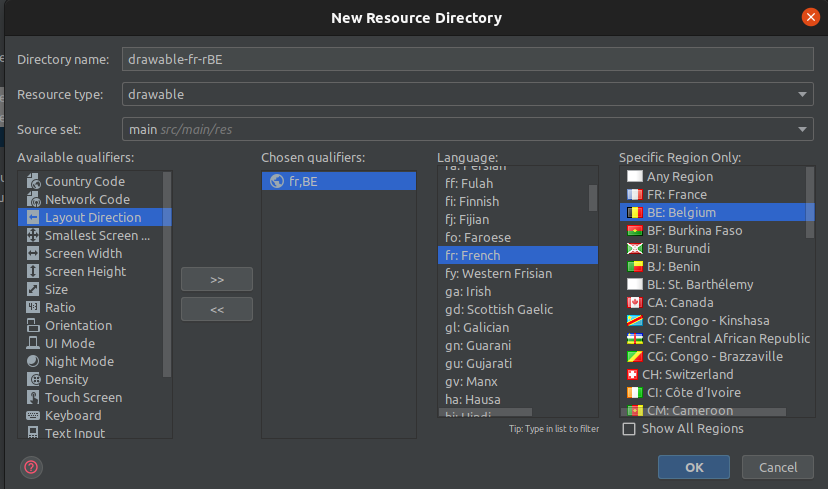 New Resource Directory
Directory name: drawable-fr-rBE
Resource type: drawable
Source set: main src/main/res
Available qualifiers:
Country Code
Network Code
Layout Direction
Smallest Screen ...
Screen Width
Screen Height
Size
Ratio
Orientation
UI Mode
Night Mode
Density
Touch Screen
Keyboard
Text Input
>>
<<
Chosen qualifiers:
fr,BE
Language:
fa: Persian
ff: Fulah
fi: Finnish
fj: Fijian
fo: Faroese
fr: French
fy: Western Frisian
ga: Irish
gd: Scottish Gaelic
gl: Galician
gn: Guarani
gu: Gujarati
gv: Manx
ha: Hausa
hi: Hindi
Tip: Type in list to filter
Specific Region Only:
Any Region
FR: France
BE: Belgium
BF: Burkina Faso
BI: Burundi
BJ: Benin
BL: St. Barthélemy
CA: Canada
CD: Congo - Kinshasa
CF: Central African Republic
CG: Congo - Brazzaville
CH: Switzerland
CI: Côte d’Ivoire
CM: Cameroon
Show All Regions
?
OK
Cancel